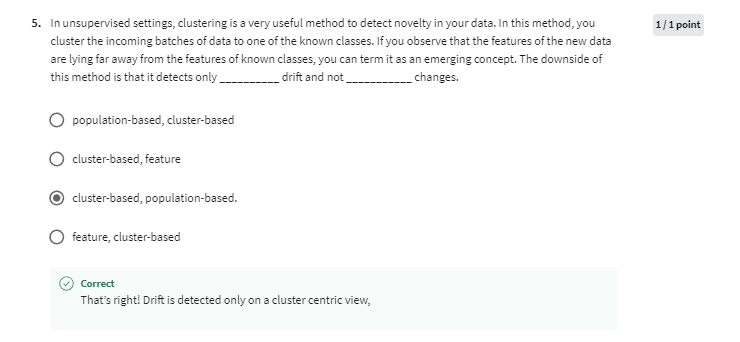 5. In unsupervised settings, clustering is a very useful method to detect novelty in your data. In this method, you
1 / 1 point
cluster the incoming batches of data to one of the known classes. If you observe that the features of the new data
are lying far away from the features of known classes, you can term it as an emerging concept. The downside of
this method is that it detects only __________ drift and not ___________ changes.
population-based, cluster-based
cluster-based, feature
cluster-based, population-based.
feature, cluster-based
Correct
That's right! Drift is detected only on a cluster centric view,